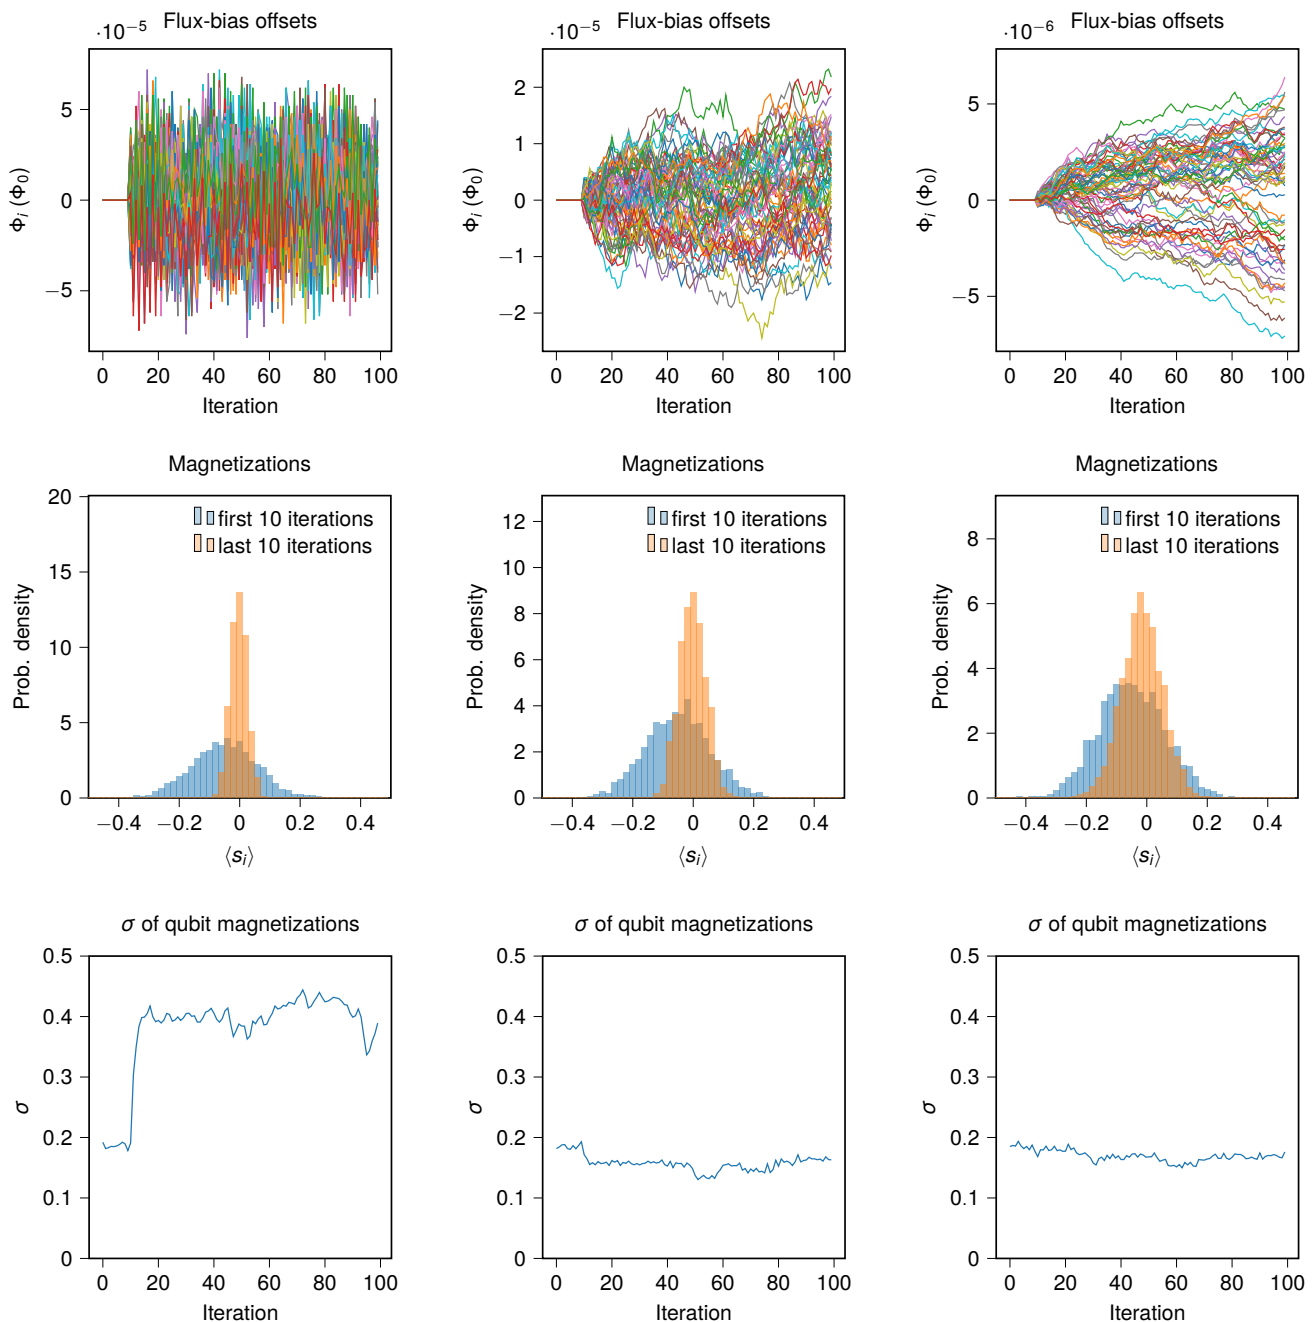 ·10⁻⁵ Flux-bias offsets
5
0
−5
Φᵢ (Φ₀)
0 20 40 60 80 100
Iteration
·10⁻⁵ Flux-bias offsets
2
1
0
−1
−2
Φᵢ (Φ₀)
0 20 40 60 80 100
Iteration
·10⁻⁶ Flux-bias offsets
5
0
−5
Φᵢ (Φ₀)
0 20 40 60 80 100
Iteration
Magnetizations
20
15
10
5
0
Prob. density
first 10 iterations
last 10 iterations
−0.4 −0.2 0 0.2 0.4
⟨sᵢ⟩
Magnetizations
12
10
8
6
4
2
0
Prob. density
first 10 iterations
last 10 iterations
−0.4 −0.2 0 0.2 0.4
⟨sᵢ⟩
Magnetizations
8
6
4
2
0
Prob. density
first 10 iterations
last 10 iterations
−0.4 −0.2 0 0.2 0.4
⟨sᵢ⟩
σ of qubit magnetizations
0.5
0.4
0.3
0.2
0.1
0
σ
0 20 40 60 80 100
Iteration
σ of qubit magnetizations
0.5
0.4
0.3
0.2
0.1
0
σ
0 20 40 60 80 100
Iteration
σ of qubit magnetizations
0.5
0.4
0.3
0.2
0.1
0
σ
0 20 40 60 80 100
Iteration